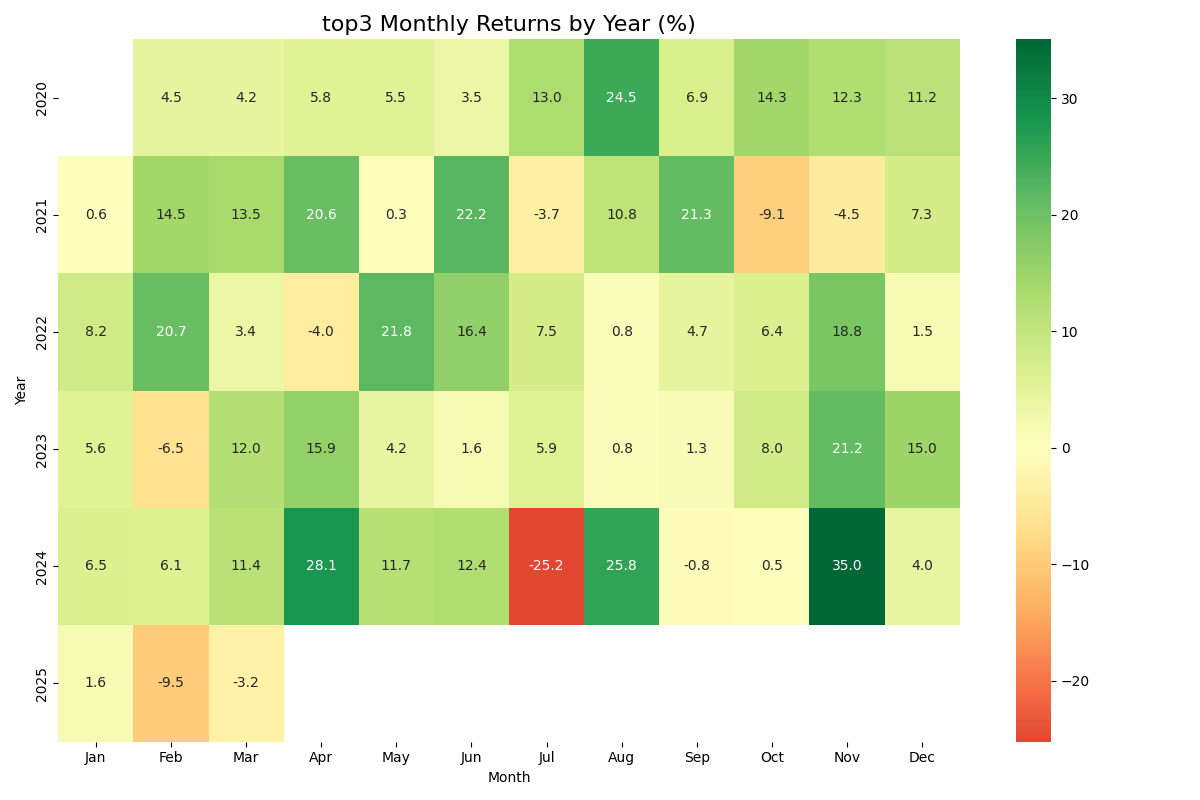 top3 Monthly Returns by Year (%)
2020 4.5 4.2 5.8 5.5 3.5 13.0 24.5 6.9 14.3 12.3 11.2
2021 0.6 14.5 13.5 20.6 0.3 22.2 -3.7 10.8 21.3 -9.1 -4.5 7.3
2022 8.2 20.7 3.4 -4.0 21.8 16.4 7.5 0.8 4.7 6.4 18.8 1.5
2023 5.6 -6.5 12.0 15.9 4.2 1.6 5.9 0.8 1.3 8.0 21.2 15.0
2024 6.5 6.1 11.4 28.1 11.7 12.4 -25.2 25.8 -0.8 0.5 35.0 4.0
2025 1.6 -9.5 -3.2
Year
Jan Feb Mar Apr May Jun Jul Aug Sep Oct Nov Dec
Month
30
20
10
0
−10
−20